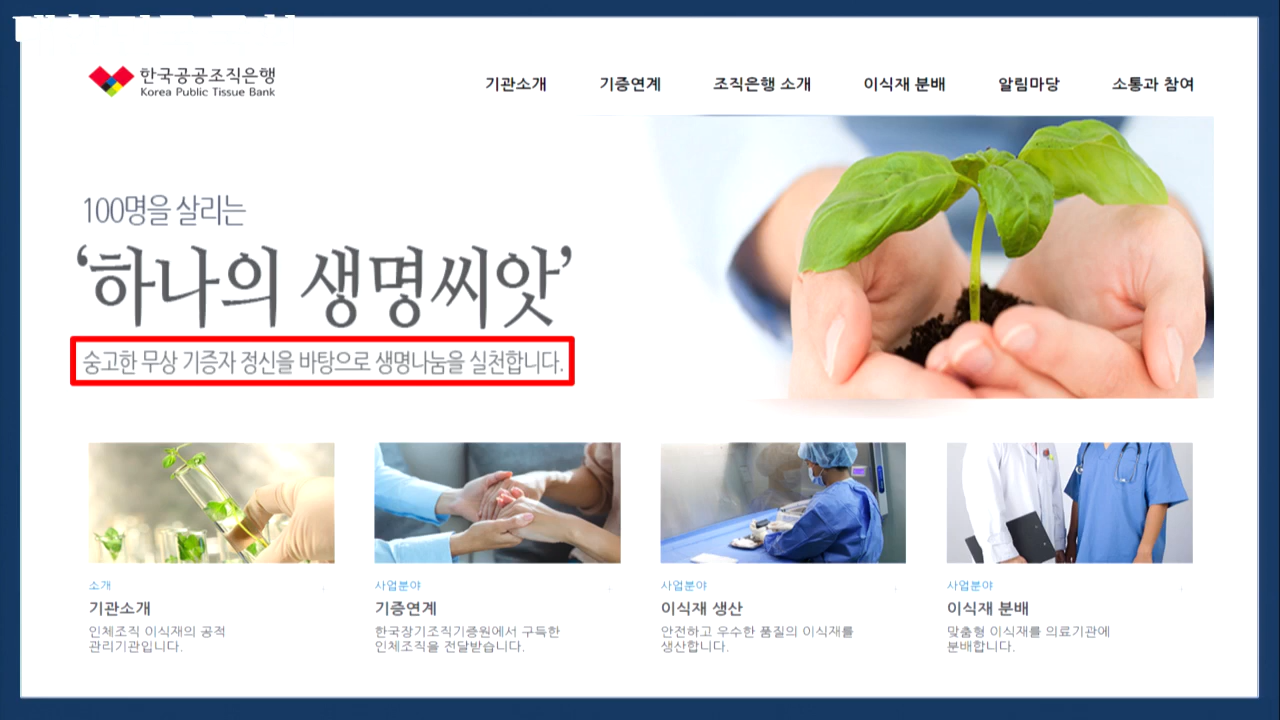 한국공공조직은행
Korea Public Tissue Bank
기관소개 기증연계 조직은행 소개 이식재 분배 알림마당 소통과 참여
100명을 살리는
‘하나의 생명씨앗’
숭고한 무상 기증자 정신을 바탕으로 생명나눔을 실천합니다.
소개
기관소개
인체조직 이식재의 공적
관리기관입니다.
사업분야
기증연계
한국장기조직기증원에서 구득한
인체조직을 전달받습니다.
사업분야
이식재 생산
안전하고 우수한 품질의 이식재를
생산합니다.
사업분야
이식재 분배
맞춤형 이식재를 의료기관에
분배합니다.